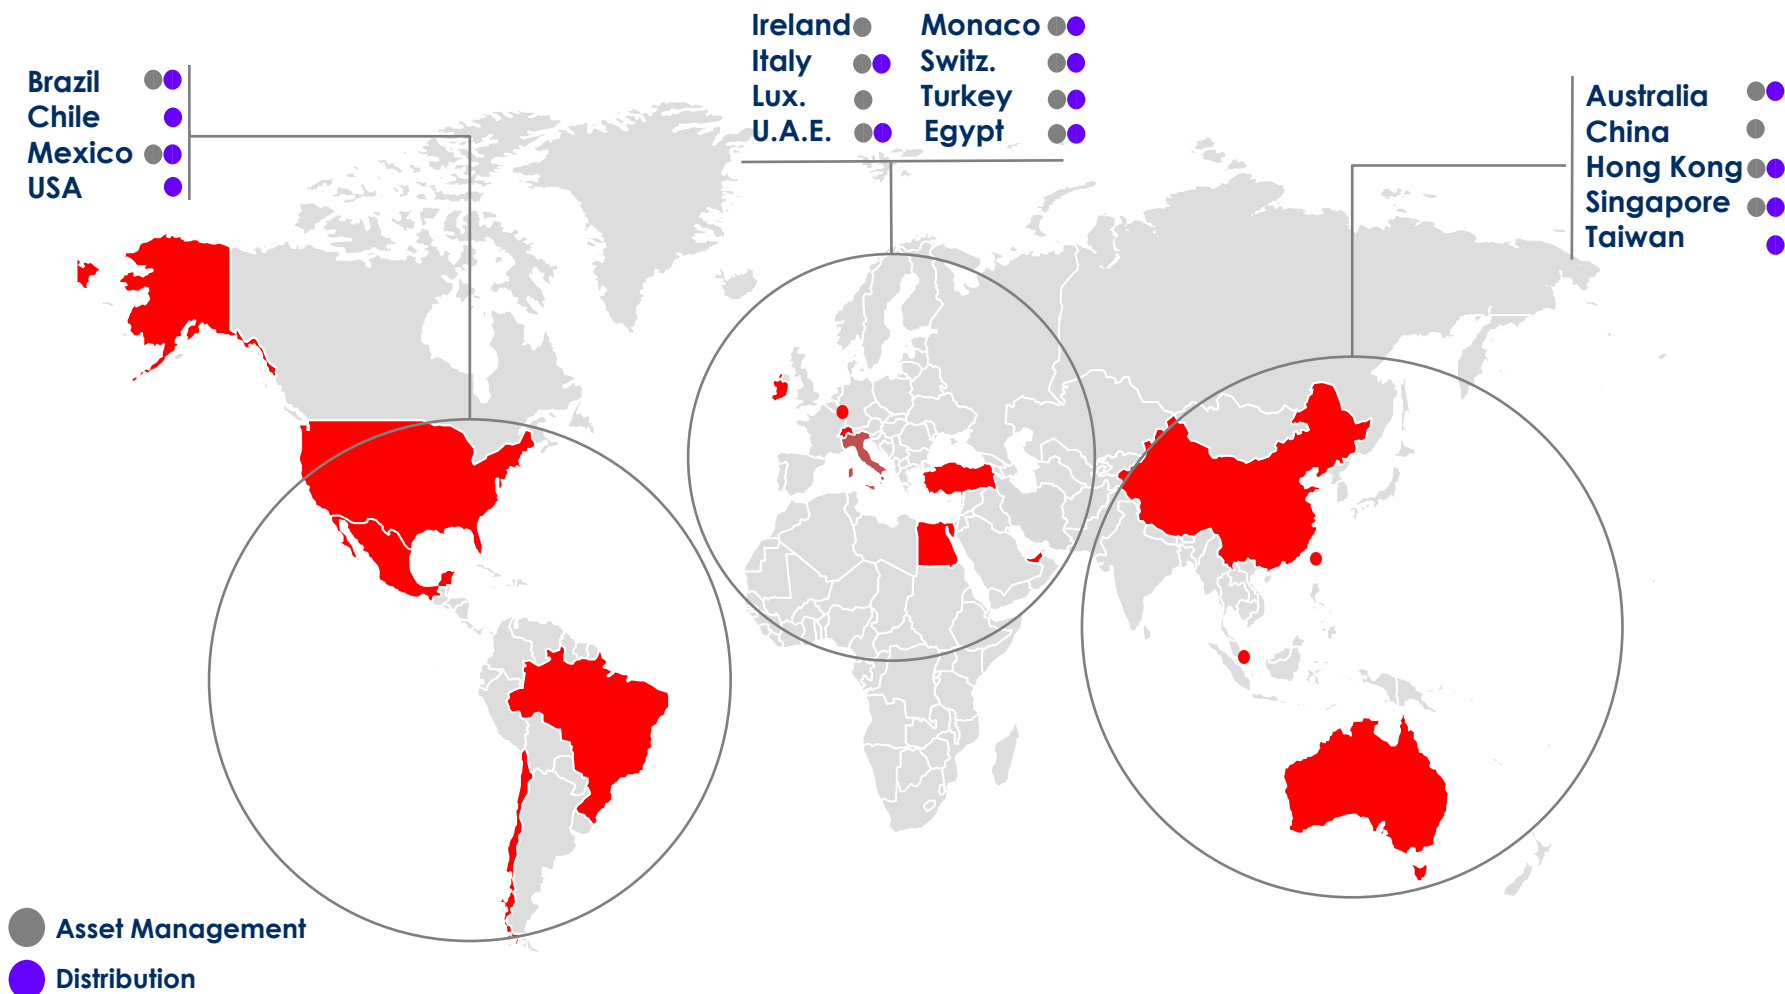 Brazil
Chile
Mexico
USA
Ireland
Italy
Lux.
U.A.E.
Monaco
Switz.
Turkey
Egypt
Australia
China
Hong Kong
Singapore
Taiwan
Asset Management
Distribution